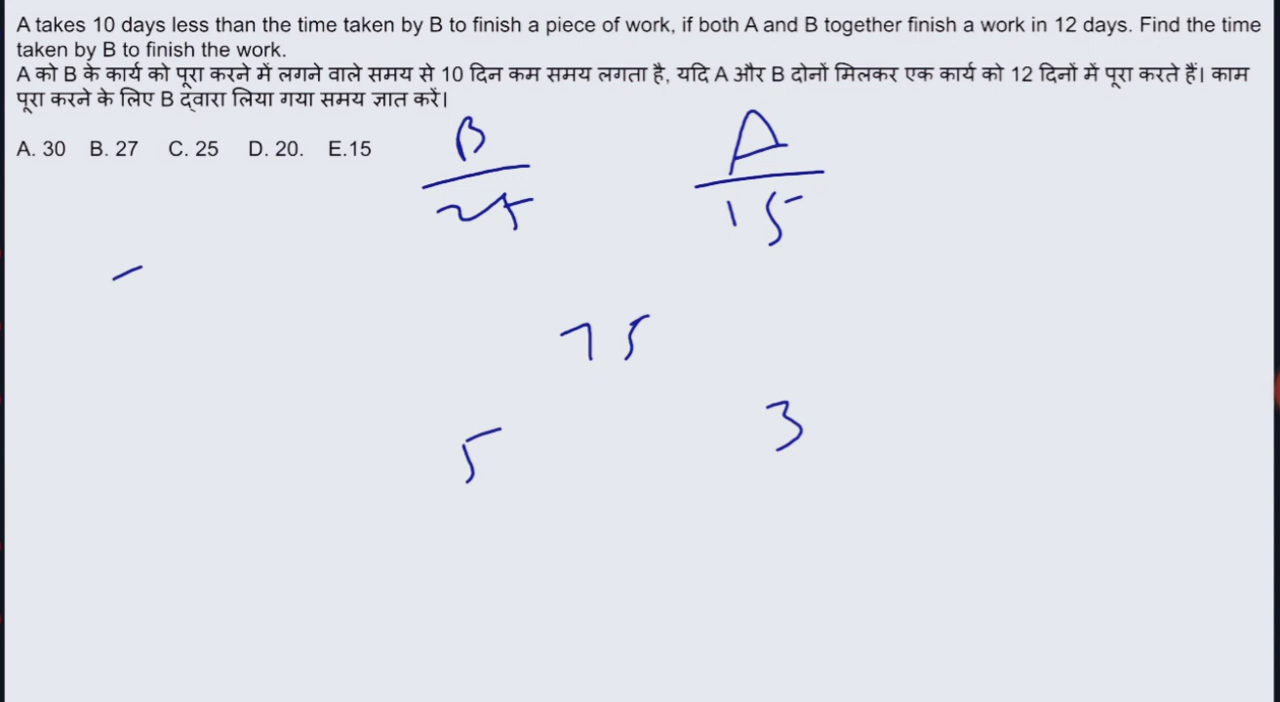 A takes 10 days less than the time taken by B to finish a piece of work, if both A and B together finish a work in 12 days. Find the time
taken by B to finish the work.
A को B के कार्य को पूरा करने में लगने वाले समय से 10 दिन कम समय लगता है, यदि A और B दोनों मिलकर एक कार्य को 12 दिनों में पूरा करते हैं। काम
पूरा करने के लिए B द्वारा लिया गया समय ज्ञात करें।
A. 30 B. 27 C. 25 D. 20. E.15
B A
25 15
75
3
5